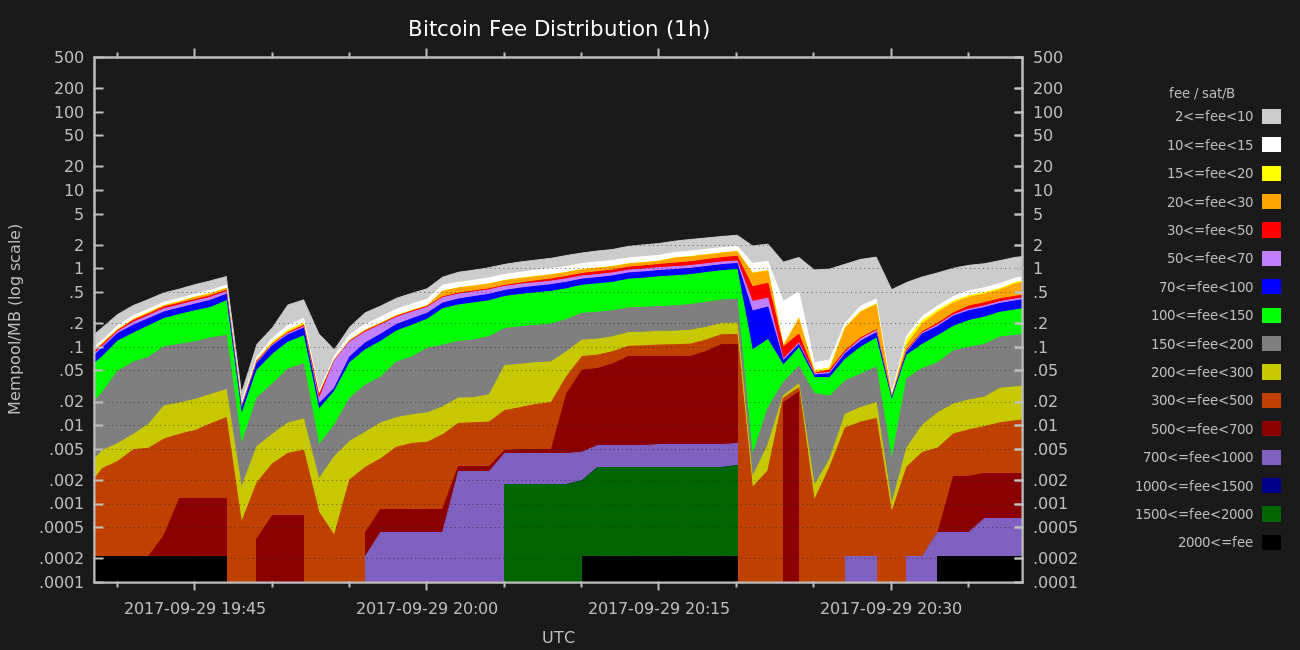 Bitcoin Fee Distribution (1h)
Mempool/MB (log scale)
500
200
100
50
20
10
5
2
1
.5
.2
.1
.05
.02
.01
.005
.002
.001
.0005
.0002
.0001
500
200
100
50
20
10
5
2
1
.5
.2
.1
.05
.02
.01
.005
.002
.001
.0005
.0002
.0001
2017-09-29 19:45
2017-09-29 20:00
2017-09-29 20:15
2017-09-29 20:30
UTC
fee / sat/B
2<=fee<10
10<=fee<15
15<=fee<20
20<=fee<30
30<=fee<50
50<=fee<70
70<=fee<100
100<=fee<150
150<=fee<200
200<=fee<300
300<=fee<500
500<=fee<700
700<=fee<1000
1000<=fee<1500
1500<=fee<2000
2000<=fee